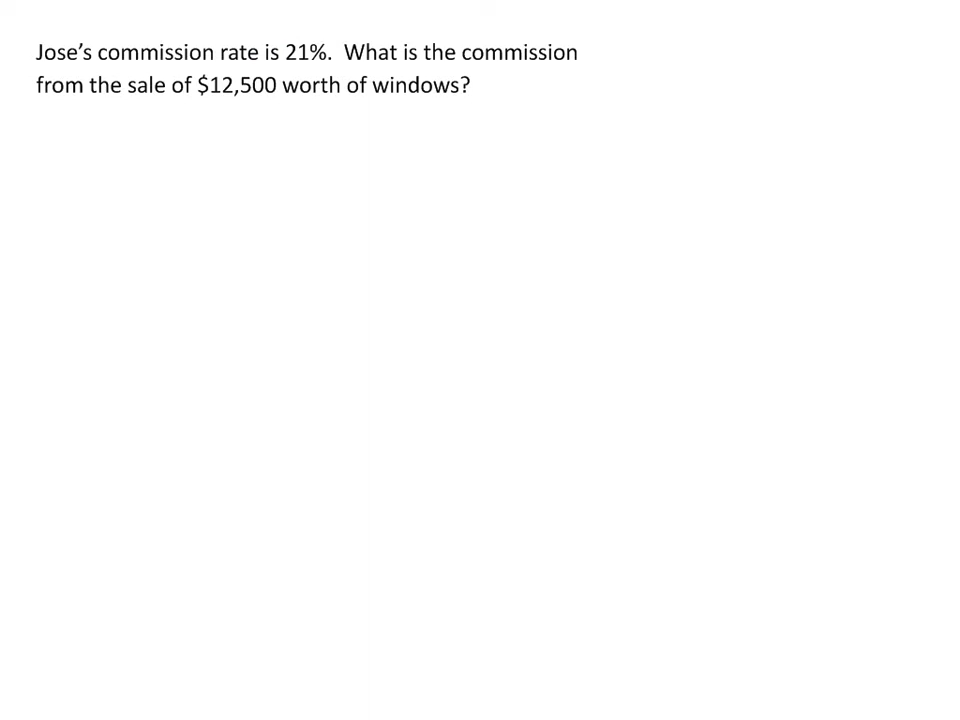 Jose’s commission rate is 21%.  What is the commission
from the sale of $12,500 worth of windows?